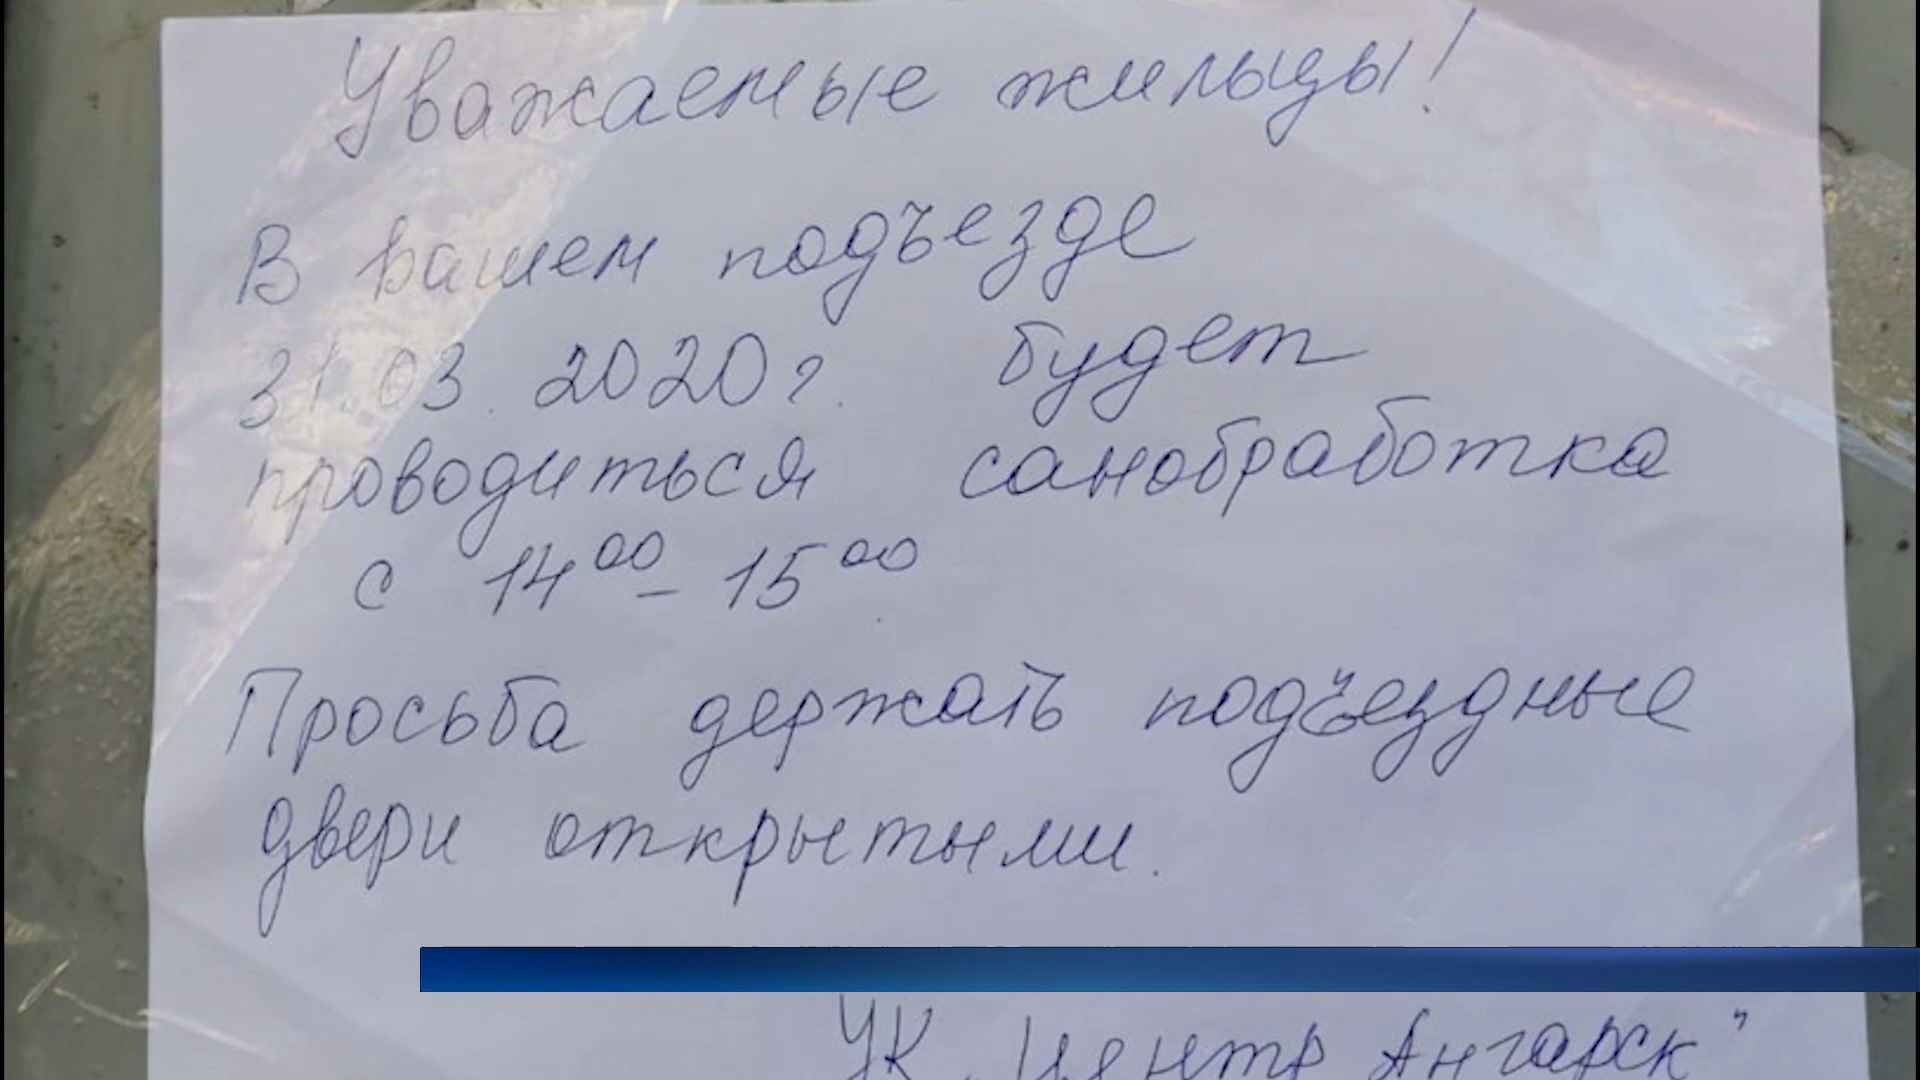 Уважаемые жильцы!
В вашем подъезде
31.03.2020г. будет
проводиться санобработка
с 14⁰⁰ - 15⁰⁰
Просьба держать подъездные
двери открытыми.
УК „Центр Ангарск"